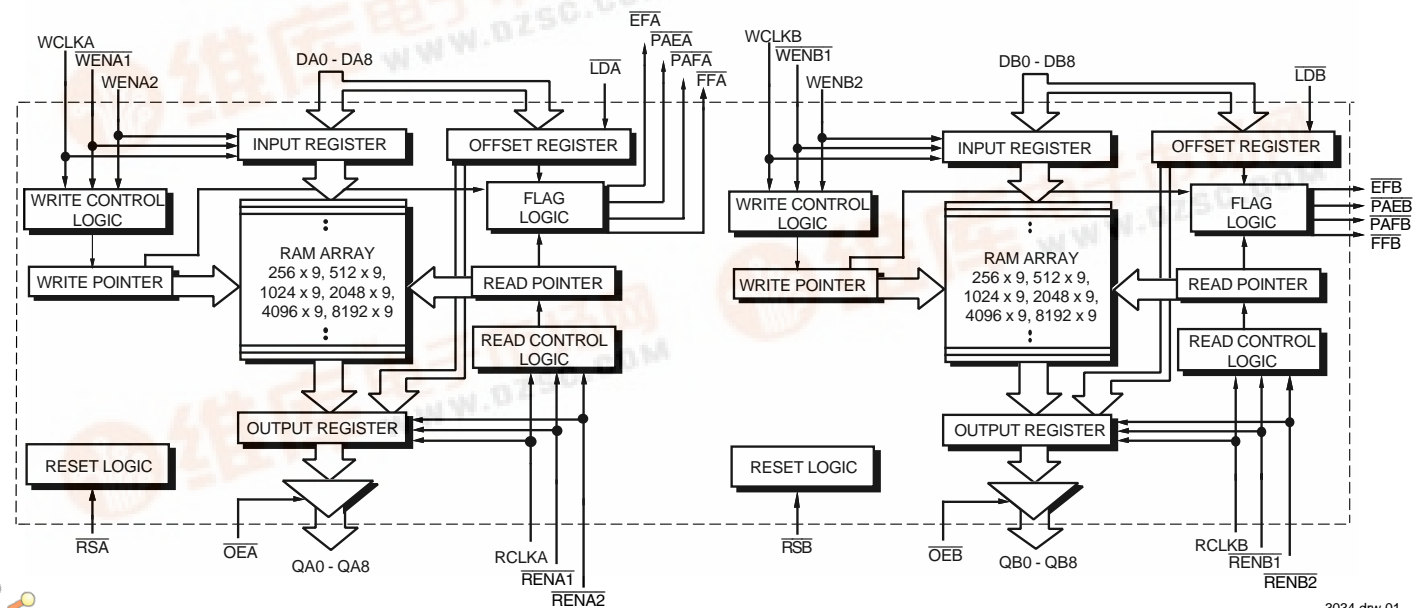 WCLKA
WENA1
WENA2
DA0 - DA8
LDA
EFA
PAEA
PAFA
FFA
INPUT REGISTER
OFFSET REGISTER
WRITE CONTROL
LOGIC
FLAG
LOGIC
RAM ARRAY
256 x 9, 512 x 9,
1024 x 9, 2048 x 9,
4096 x 9, 8192 x 9
WRITE POINTER
READ POINTER
READ CONTROL
LOGIC
OUTPUT REGISTER
RESET LOGIC
RSA
OEA
QA0 - QA8
RCLKA
RENA1
RENA2
WCLKB
WENB1
WENB2
DB0 - DB8
LDB
INPUT REGISTER
OFFSET REGISTER
WRITE CONTROL
LOGIC
FLAG
LOGIC
EFB
PAEB
PAFB
FFB
RAM ARRAY
256 x 9, 512 x 9,
1024 x 9, 2048 x 9,
4096 x 9, 8192 x 9
WRITE POINTER
READ POINTER
READ CONTROL
LOGIC
OUTPUT REGISTER
RESET LOGIC
RSB
OEB
QB0 - QB8
RCLKB
RENB1
RENB2
WWW.DZSC.COM